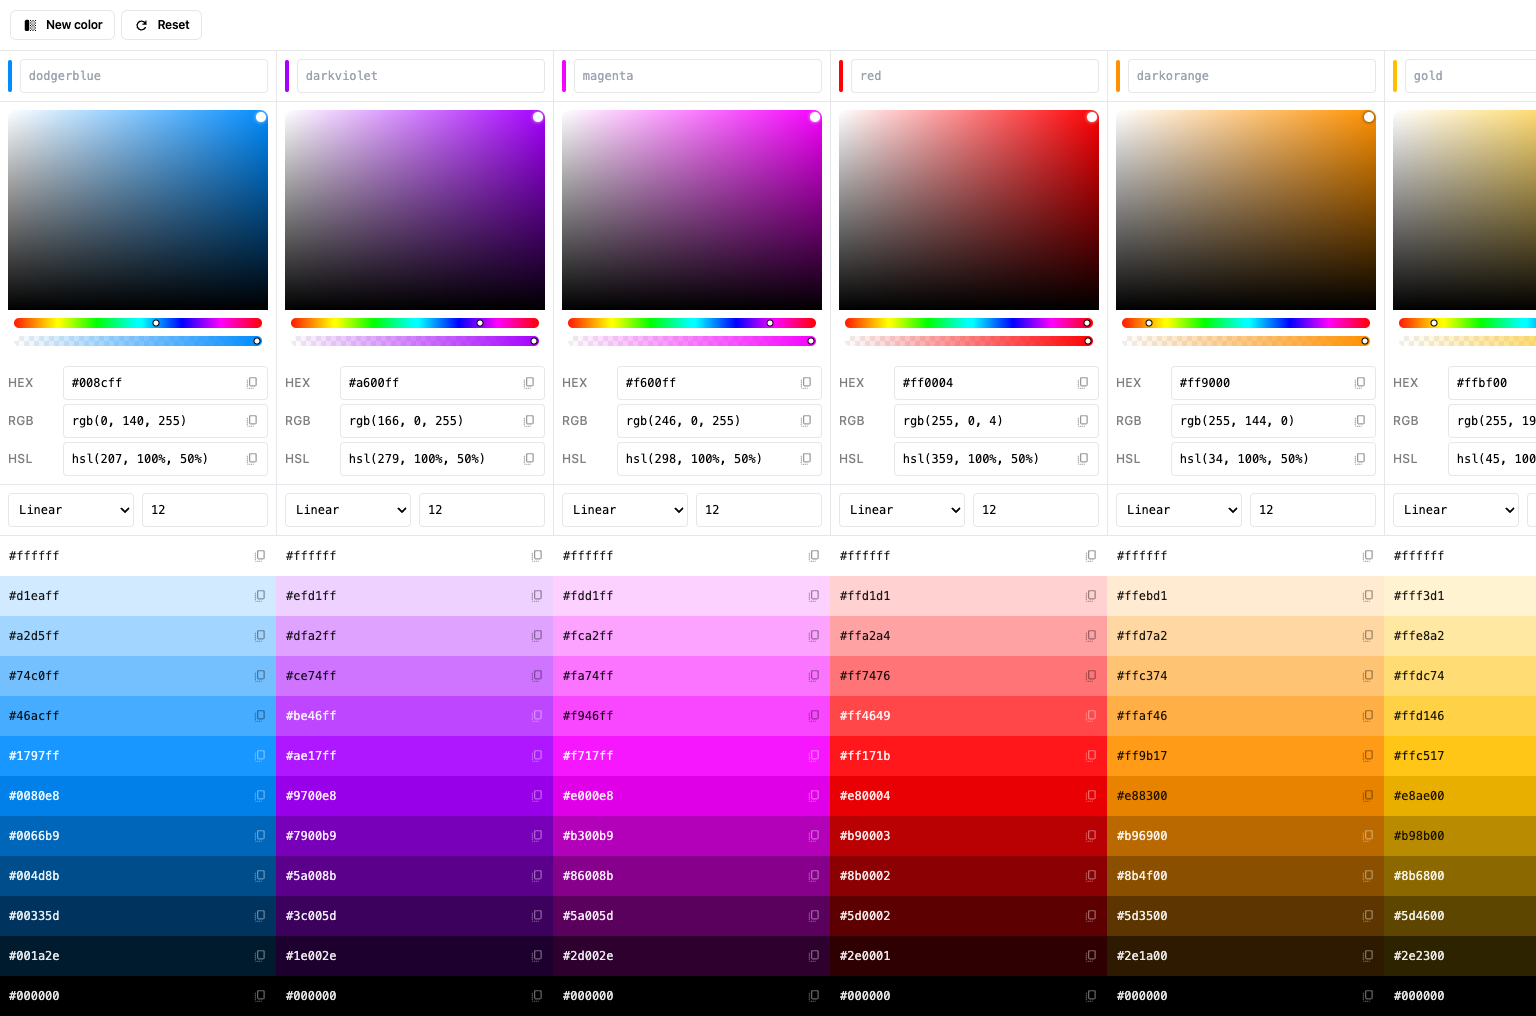 New color Reset
dodgerblue darkviolet magenta red darkorange gold
HEX #008cff HEX #a600ff HEX #f600ff HEX #ff0004 HEX #ff9000 HEX #ffbf00
RGB rgb(0, 140, 255) RGB rgb(166, 0, 255) RGB rgb(246, 0, 255) RGB rgb(255, 0, 4) RGB rgb(255, 144, 0) RGB rgb(255, 19
HSL hsl(207, 100%, 50%) HSL hsl(279, 100%, 50%) HSL hsl(298, 100%, 50%) HSL hsl(359, 100%, 50%) HSL hsl(34, 100%, 50%) HSL hsl(45, 100
Linear 12 Linear 12 Linear 12 Linear 12 Linear 12 Linear
#ffffff #ffffff #ffffff #ffffff #ffffff #ffffff
#d1eaff #efd1ff #fdd1ff #ffd1d1 #ffebd1 #fff3d1
#a2d5ff #dfa2ff #fca2ff #ffa2a4 #ffd7a2 #ffe8a2
#74c0ff #ce74ff #fa74ff #ff7476 #ffc374 #ffdc74
#46acff #be46ff #f946ff #ff4649 #ffaf46 #ffd146
#1797ff #ae17ff #f717ff #ff171b #ff9b17 #ffc517
#0080e8 #9700e8 #e000e8 #e80004 #e88300 #e8ae00
#0066b9 #7900b9 #b300b9 #b90003 #b96900 #b98b00
#004d8b #5a008b #86008b #8b0002 #8b4f00 #8b6800
#00335d #3c005d #5a005d #5d0002 #5d3500 #5d4600
#001a2e #1e002e #2d002e #2e0001 #2e1a00 #2e2300
#000000 #000000 #000000 #000000 #000000 #000000